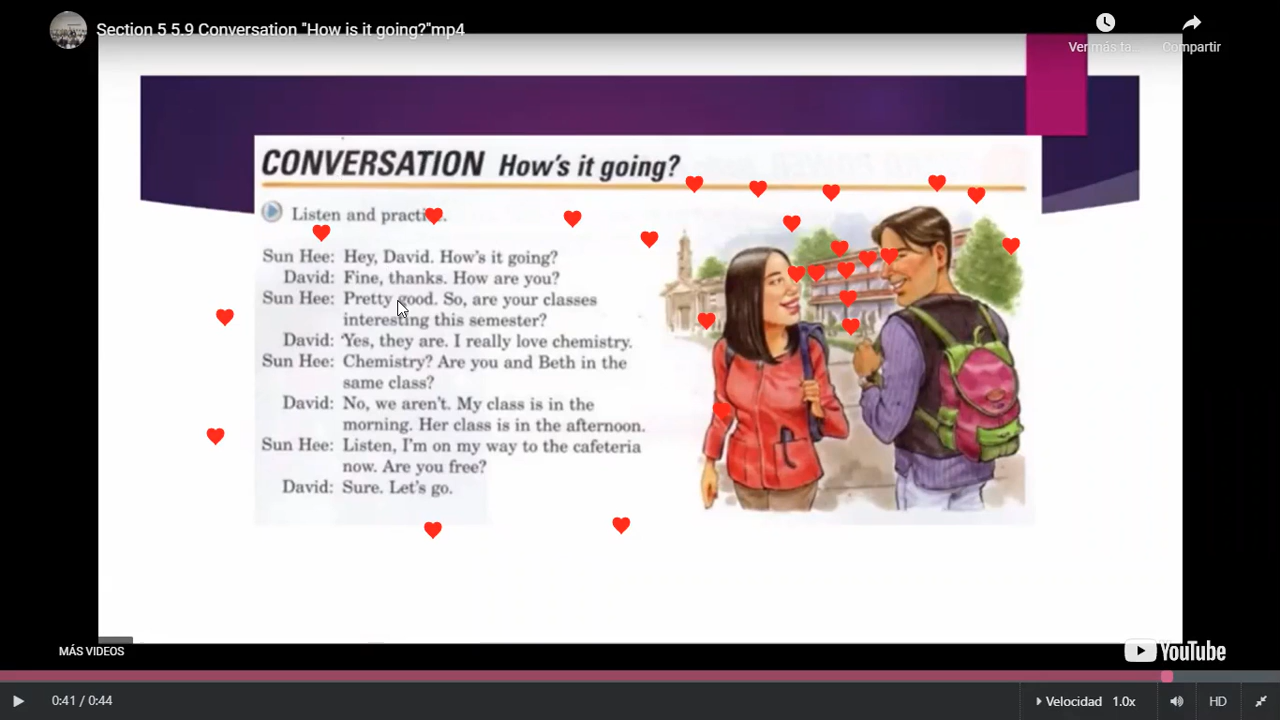 Section 5 5.9 Conversation "How is it going?"mp4
Ver más ta...
Compartir
CONVERSATION How's it going?
Listen and
Sun Hee: Hey, David. How's it going?
David: Fine, thanks. How are you?
Sun Hee: Pretty good. So, are your classes
interesting this semester?
David: Yes, they are. I really love chemistry.
Sun Hee: Chemistry? Are you and Beth in the
same class?
David: No, we aren't. My class is in the
morning. Her class is in the afternoon.
Sun Hee: Listen, I'm on my way to the cafeteria
now. Are you free?
David: Sure. Let's go.
MÁS VIDEOS
YouTube
0:41 / 0:44
Velocidad 1.0x
HD